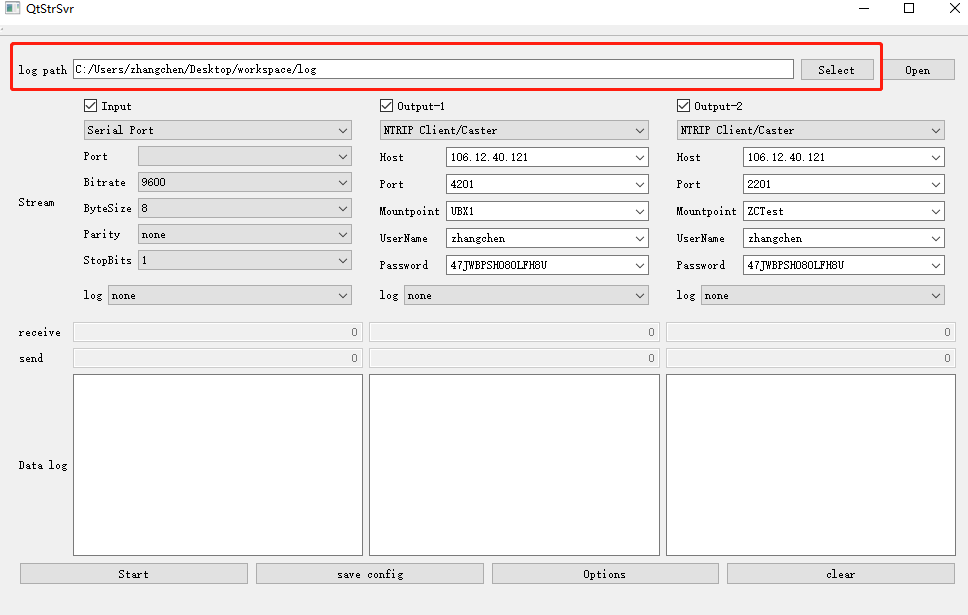 QtStrSvr
log path C:/Users/zhangchen/Desktop/workspace/log Select Open
Input Output-1 Output-2
Serial Port NTRIP Client/Caster NTRIP Client/Caster
Port Host 106.12.40.121 Host 106.12.40.121
Bitrate 9600 Port 4201 Port 2201
Stream ByteSize 8 Mountpoint UBX1 Mountpoint ZCTest
Parity none UserName zhangchen UserName zhangchen
StopBits 1 Password 47JWBPSH08OLFH8U Password 47JWBPSH08OLFH8U
log none log none log none
receive 0 0 0
send 0 0 0
Data log
Start save config Options clear